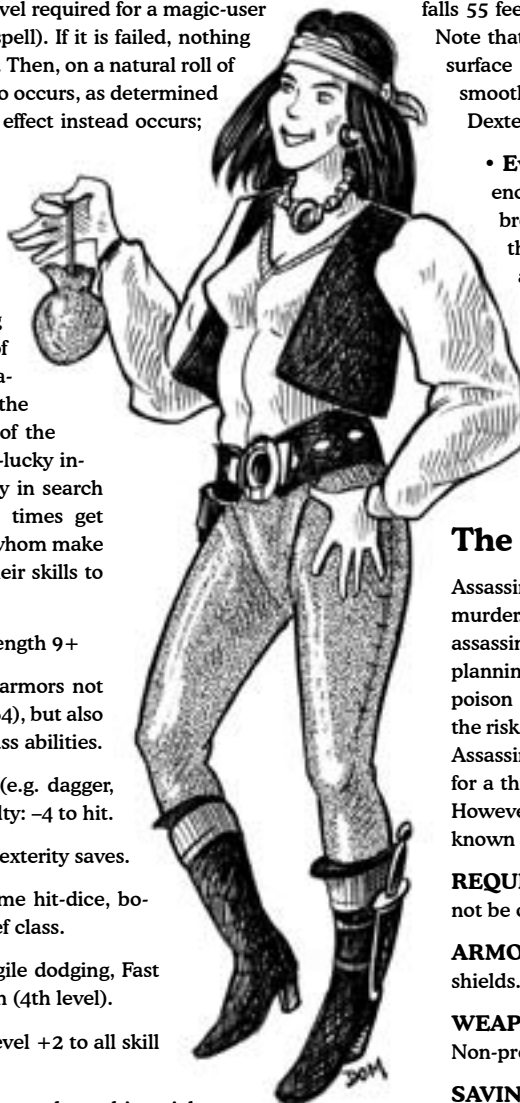 vel required for a magic-user
spell). If it is failed, nothing
. Then, on a natural roll of
o occurs, as determined
effect instead occurs;
g
of
a-
the
of the
-lucky in-
y in search
times get
whom make
eir skills to
ength 9+
armors not
64), but also
ss abilities.
(e.g. dagger,
lty: –4 to hit.
exterity saves.
me hit-dice, bo-
ef class.
gile dodging, Fast
n (4th level).
evel +2 to all skill
falls 55 fee
Note that
surface
smooth
Dexte
• Ev
enc
bre
th
a
The
Assassin
murder
assassin
planning
poison
the risk
Assassin
for a th
Howeve
known
REQUI
not be c
ARMO
shields.
WEAP
Non-pro
SAVIN
DOM